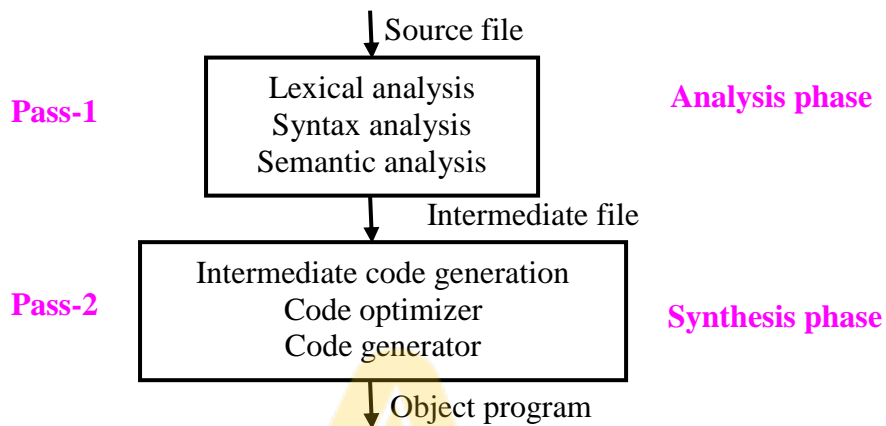 Source file
Lexical analysis
Pass-1
Analysis phase
Syntax analysis
Semantic analysis
Intermediate file
Intermediate code generation
Pass-2
Code optimizer
Synthesis phase
Code generator
Object program